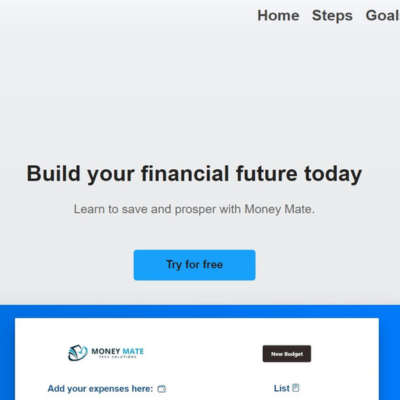 Home Steps Goal
Build your financial future today
Learn to save and prosper with Money Mate.
Try for free
MONEY MATE
TECH SOLUTIONS
New Budget
Add your expenses here:
List